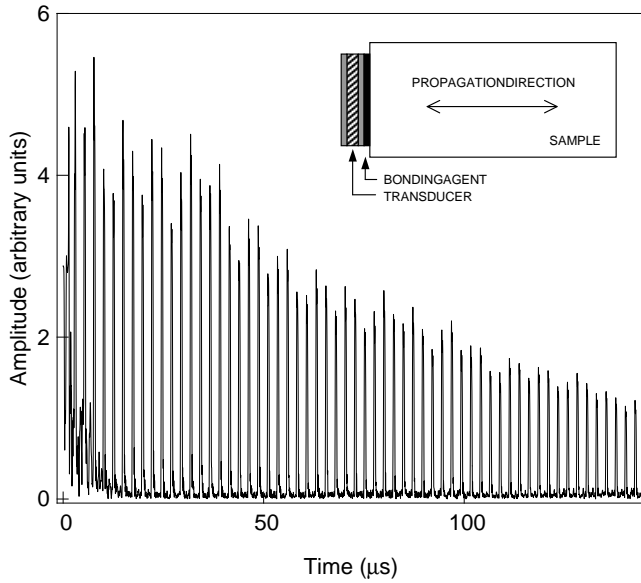 6
4
2
0
Amplitude (arbitrary units)
0
50
100
Time (μs)
PROPAGATIONDIRECTION
SAMPLE
BONDINGAGENT
TRANSDUCER